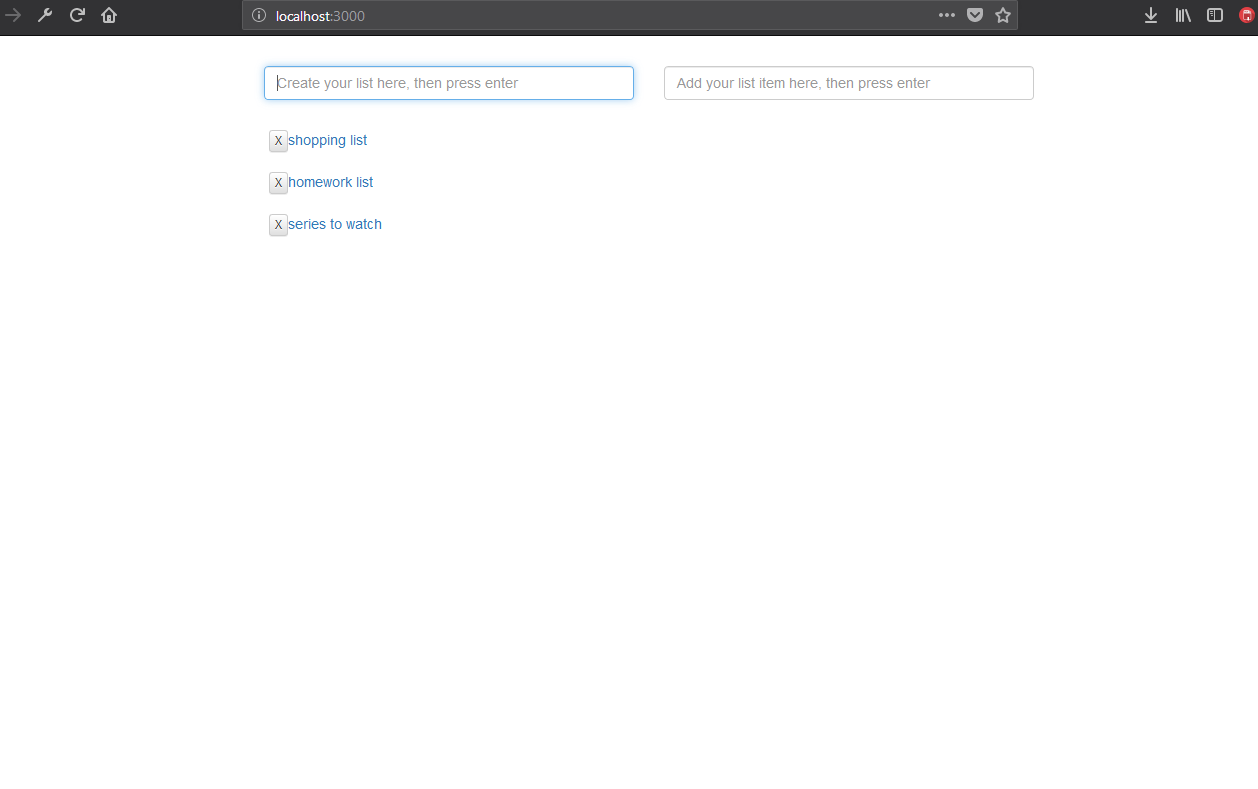 localhost:3000
Create your list here, then press enter
Add your list item here, then press enter
X shopping list
X homework list
X series to watch